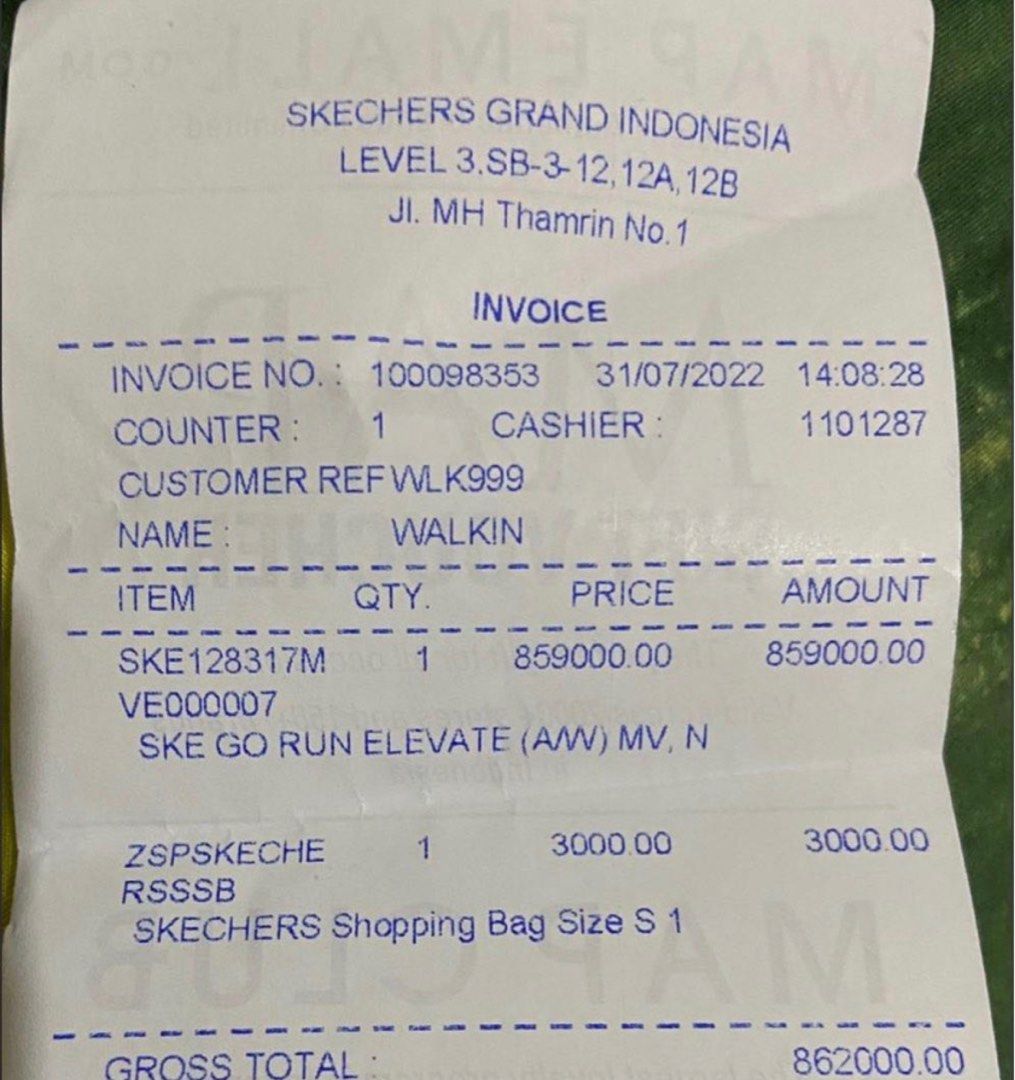 SKECHERS GRAND INDONESIA
LEVEL 3.SB-3-12,12A,12B
Jl. MH Thamrin No.1
INVOICE
INVOICE NO. : 100098353 31/07/2022 14:08:28
COUNTER : 1 CASHIER : 1101287
CUSTOMER REF WLK999
NAME : WALKIN
ITEM QTY. PRICE AMOUNT
SKE128317M 1 859000.00 859000.00
VE000007
SKE GO RUN ELEVATE (A/W) MV, N
ZSPSKECHE 1 3000.00 3000.00
RSSSB
SKECHERS Shopping Bag Size S 1
GROSS TOTAL : 862000.00